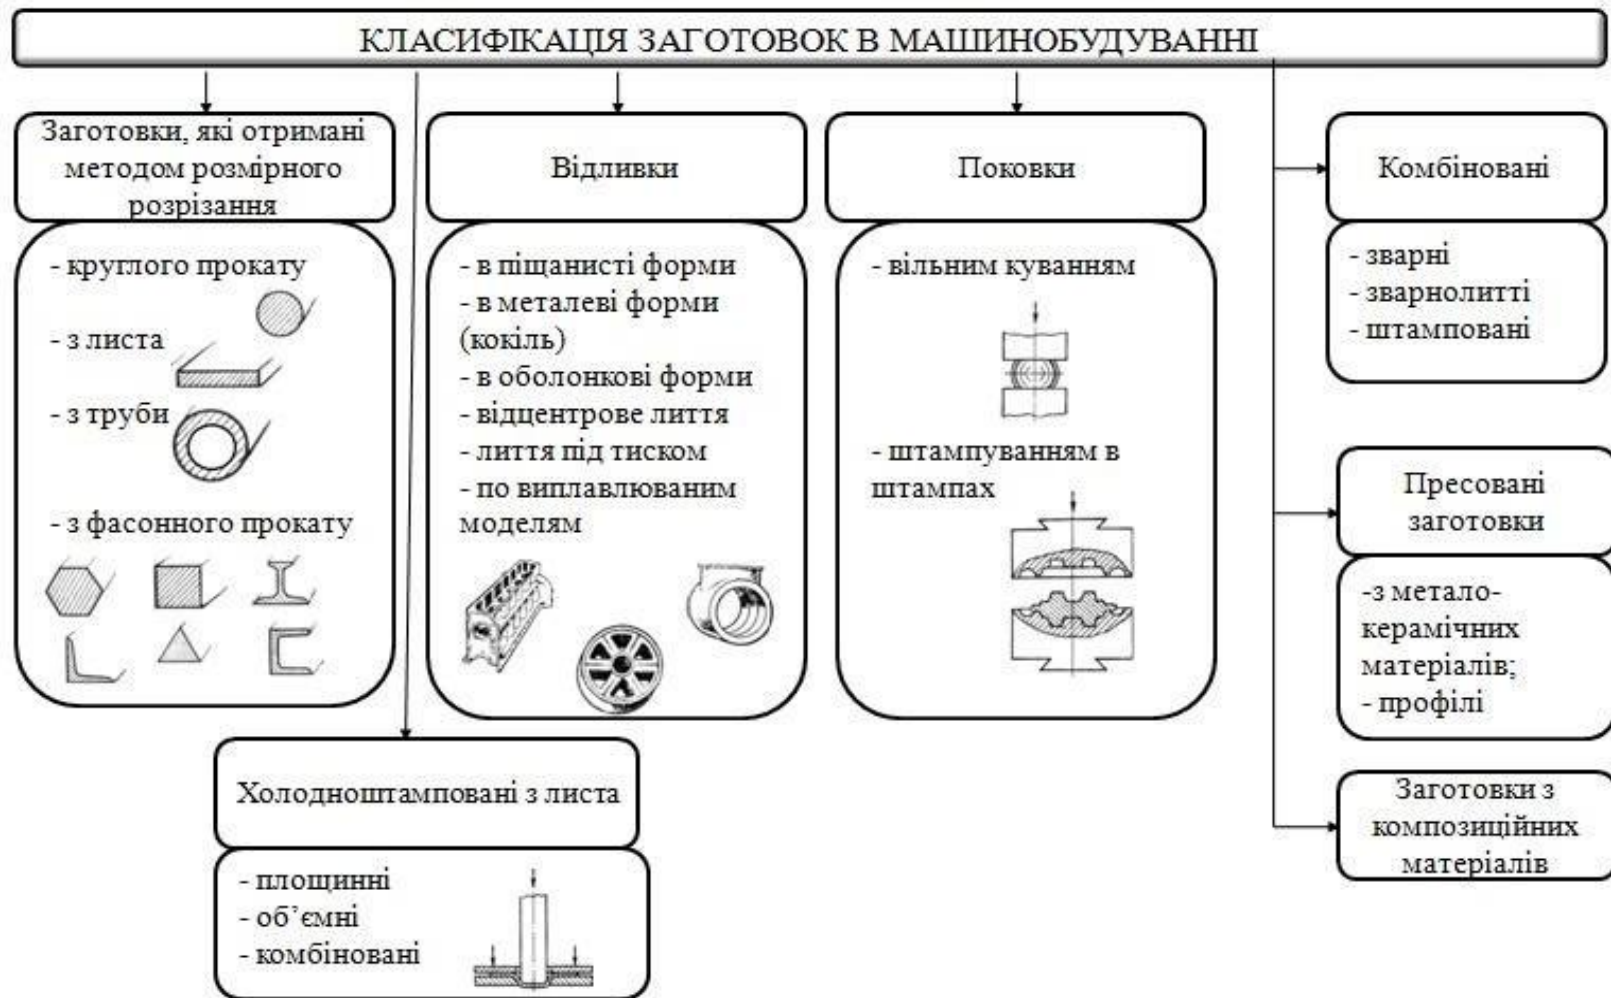 КЛАСИФІКАЦІЯ ЗАГОТОВОК В МАШИНОБУДУВАННІ
Заготовки, які отримані
методом розмірного
розрізання
- круглого прокату
- з листа
- з труби
- з фасонного прокату
Відливки
- в піщанисті форми
- в металеві форми
(кокіль)
- в оболонкові форми
- відцентрове лиття
- лиття під тиском
- по виплавлюваним
моделям
Поковки
- вільним куванням
- штампуванням в
штампах
Комбіновані
- зварні
- зварнолитті
- штамповані
Пресовані
заготовки
-з метало-
керамічних
матеріалів;
- профілі
Заготовки з
композиційних
матеріалів
Холодноштамповані з листа
- площинні
- об’ємні
- комбіновані